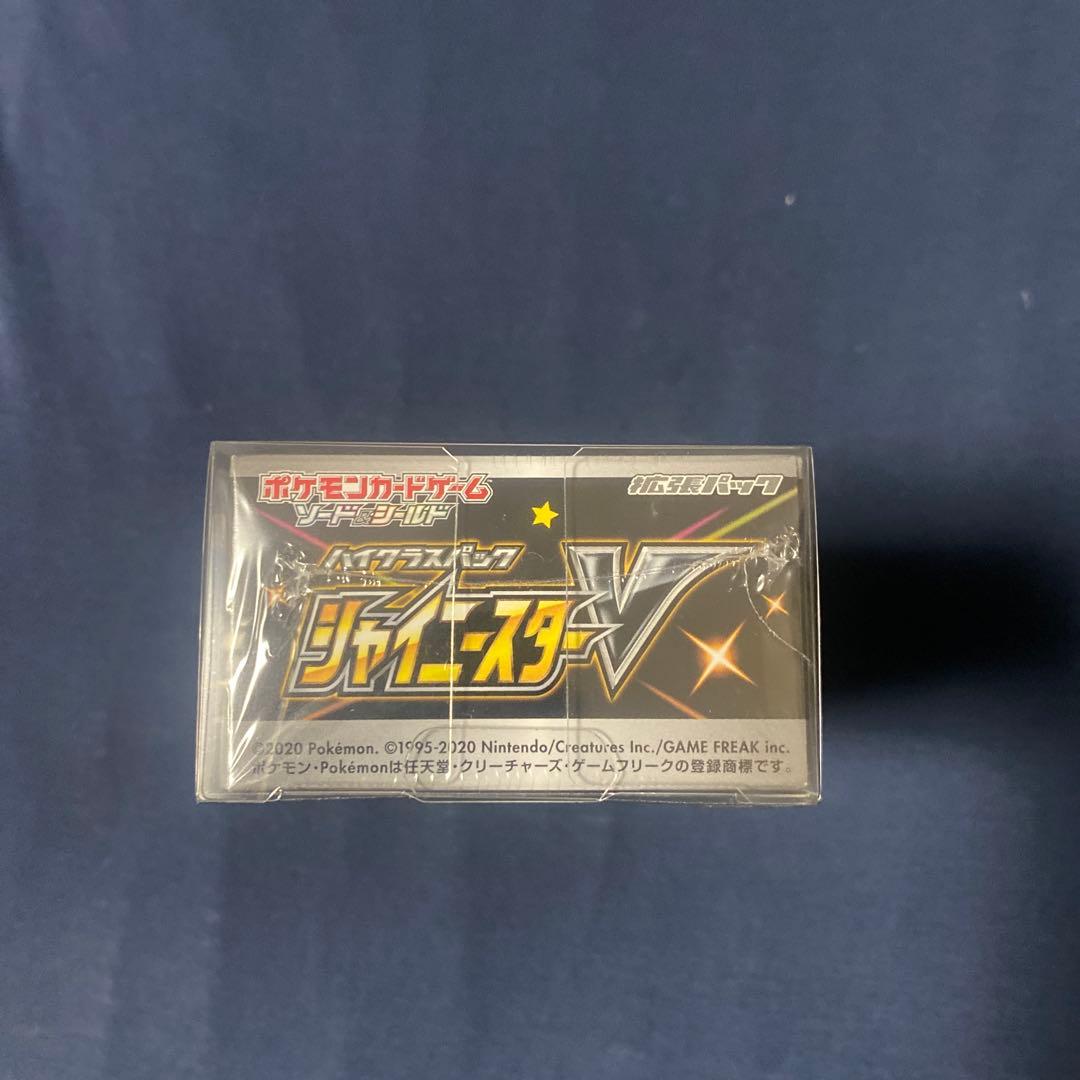 ポケモンカードゲーム
ソード&シールド
拡張パック
ハイクラスパック
シャイニースターV
©2020 Pokémon. ©1995-2020 Nintendo/Creatures Inc./GAME FREAK inc.
ポケモン・Pokémonは任天堂・クリーチャーズ・ゲームフリークの登録商標です。